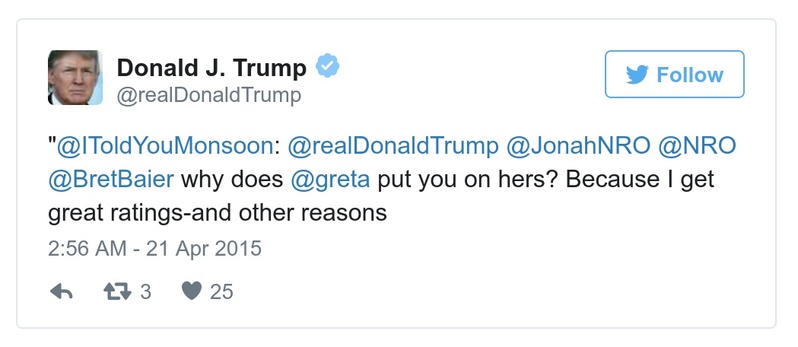 Donald J. Trump
@realDonaldTrump
Follow
"@IToldYouMonsoon: @realDonaldTrump @JonahNRO @NRO
@BretBaier why does @greta put you on hers? Because I get
great ratings-and other reasons
2:56 AM - 21 Apr 2015
3 25